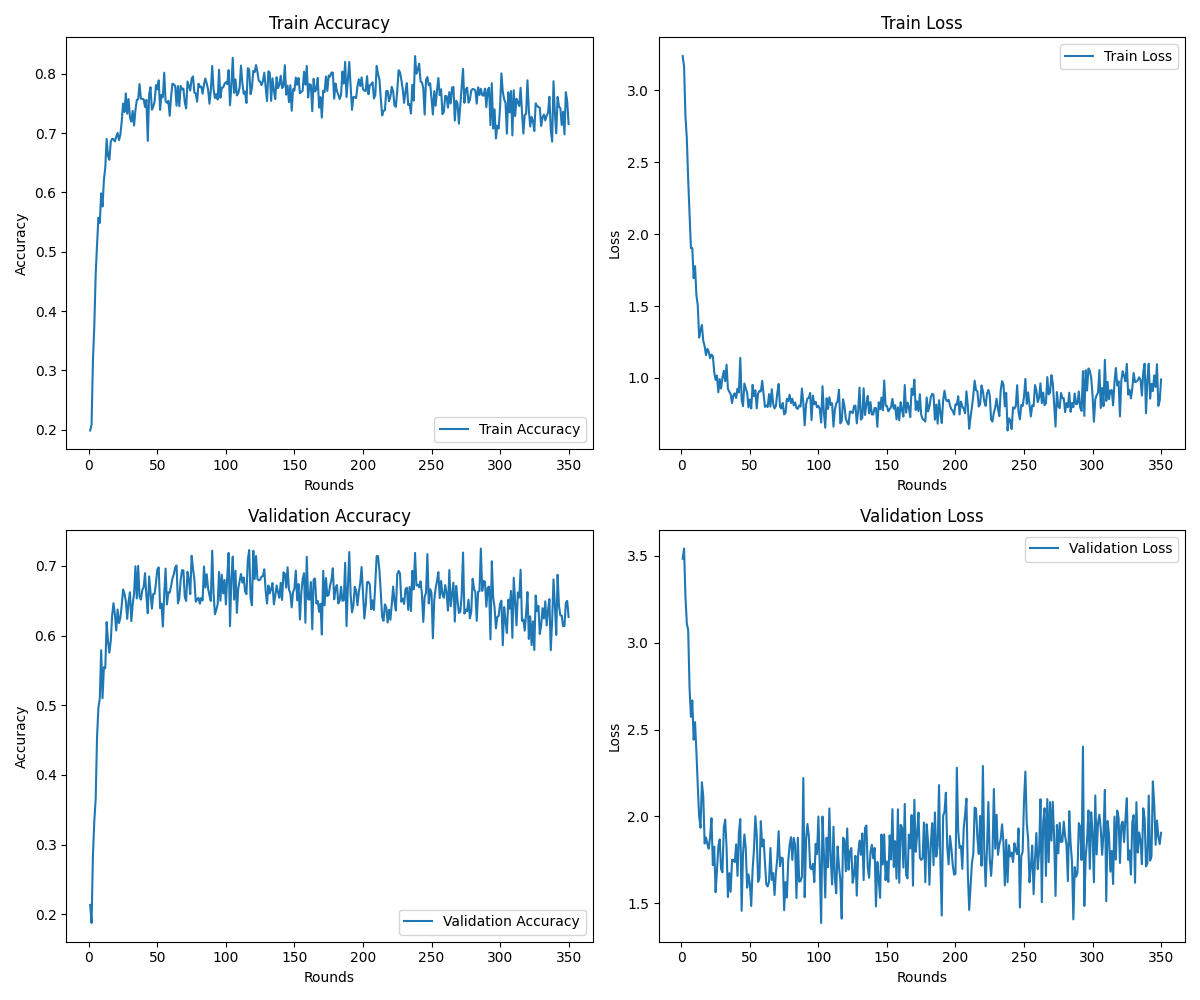 Train Accuracy
Accuracy
0.8
0.7
0.6
0.5
0.4
0.3
0.2
Train Accuracy
0 50 100 150 200 250 300 350
Rounds
Train Loss
Loss
3.0
2.5
2.0
1.5
1.0
Train Loss
0 50 100 150 200 250 300 350
Rounds
Validation Accuracy
Accuracy
0.7
0.6
0.5
0.4
0.3
0.2
Validation Accuracy
0 50 100 150 200 250 300 350
Rounds
Validation Loss
Loss
3.5
3.0
2.5
2.0
1.5
Validation Loss
0 50 100 150 200 250 300 350
Rounds